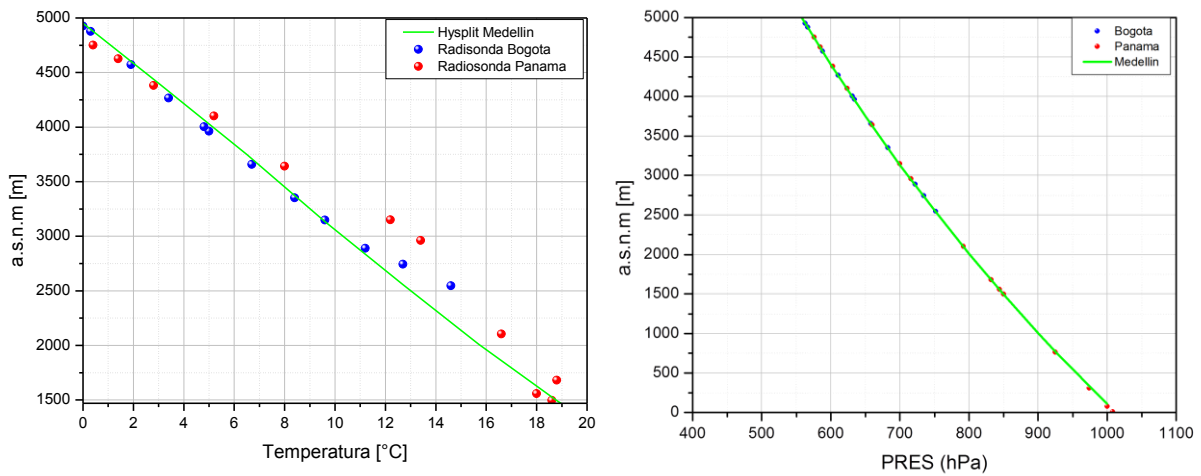 5000
4500
4000
3500
3000
2500
2000
1500
a.s.n.m [m]
0 2 4 6 8 10 12 14 16 18 20
Temperatura [°C]
Hysplit Medellin
Radisonda Bogota
Radiosonda Panama
5000
4500
4000
3500
3000
2500
2000
1500
1000
500
0
a.s.n.m [m]
400 500 600 700 800 900 1000 1100
PRES (hPa)
Bogota
Panama
Medellin